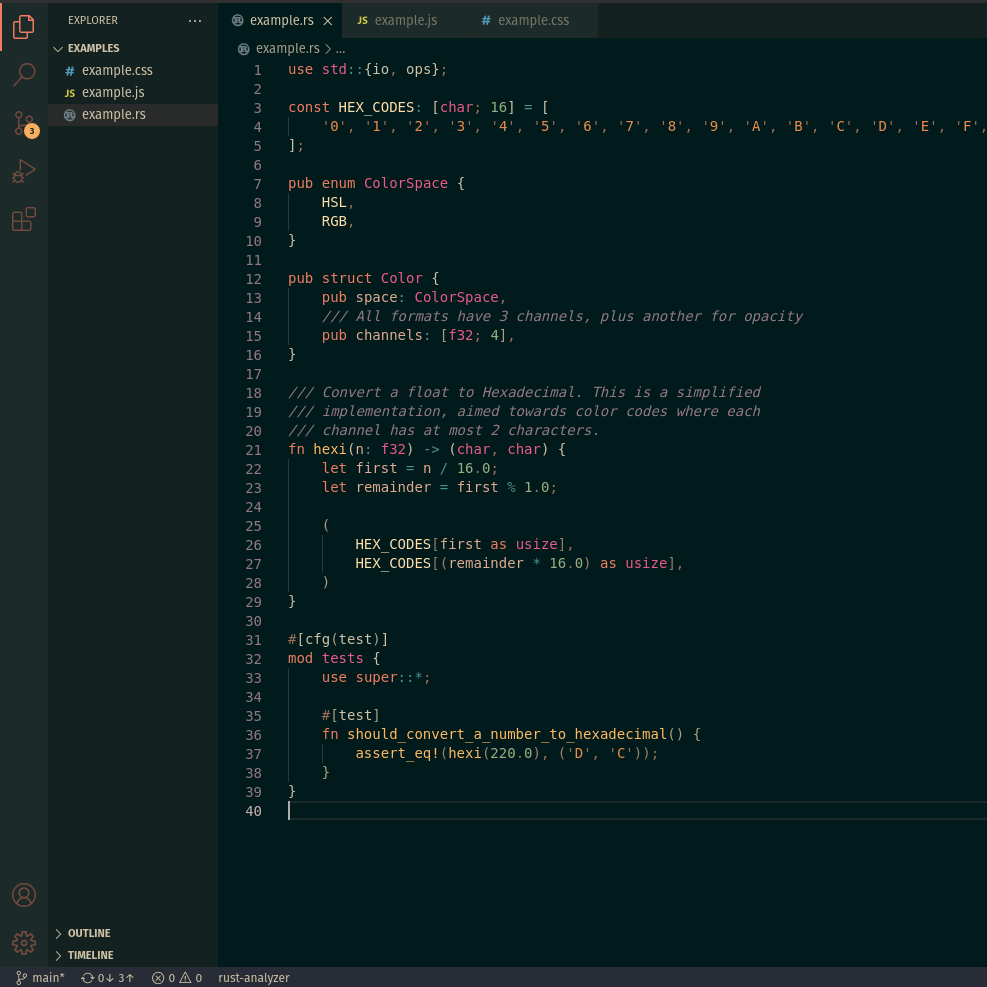 EXPLORER
EXAMPLES
# example.css
JS example.js
example.rs
3
OUTLINE
TIMELINE
example.rs
JS example.js
# example.css
example.rs > ...
1 use std::{io, ops};
2
3 const HEX_CODES: [char; 16] = [
4     '0', '1', '2', '3', '4', '5', '6', '7', '8', '9', 'A', 'B', 'C', 'D', 'E', 'F',
5 ];
6
7 pub enum ColorSpace {
8     HSL,
9     RGB,
10 }
11
12 pub struct Color {
13     pub space: ColorSpace,
14     /// All formats have 3 channels, plus another for opacity
15     pub channels: [f32; 4],
16 }
17
18 /// Convert a float to Hexadecimal. This is a simplified
19 /// implementation, aimed towards color codes where each
20 /// channel has at most 2 characters.
21 fn hexi(n: f32) -> (char, char) {
22     let first = n / 16.0;
23     let remainder = first % 1.0;
24
25     (
26         HEX_CODES[first as usize],
27         HEX_CODES[(remainder * 16.0) as usize],
28     )
29 }
30
31 #[cfg(test)]
32 mod tests {
33     use super::*;
34
35     #[test]
36     fn should_convert_a_number_to_hexadecimal() {
37         assert_eq!(hexi(220.0), ('D', 'C'));
38     }
39 }
40
main* 0↓ 3↑ 0 0 rust-analyzer